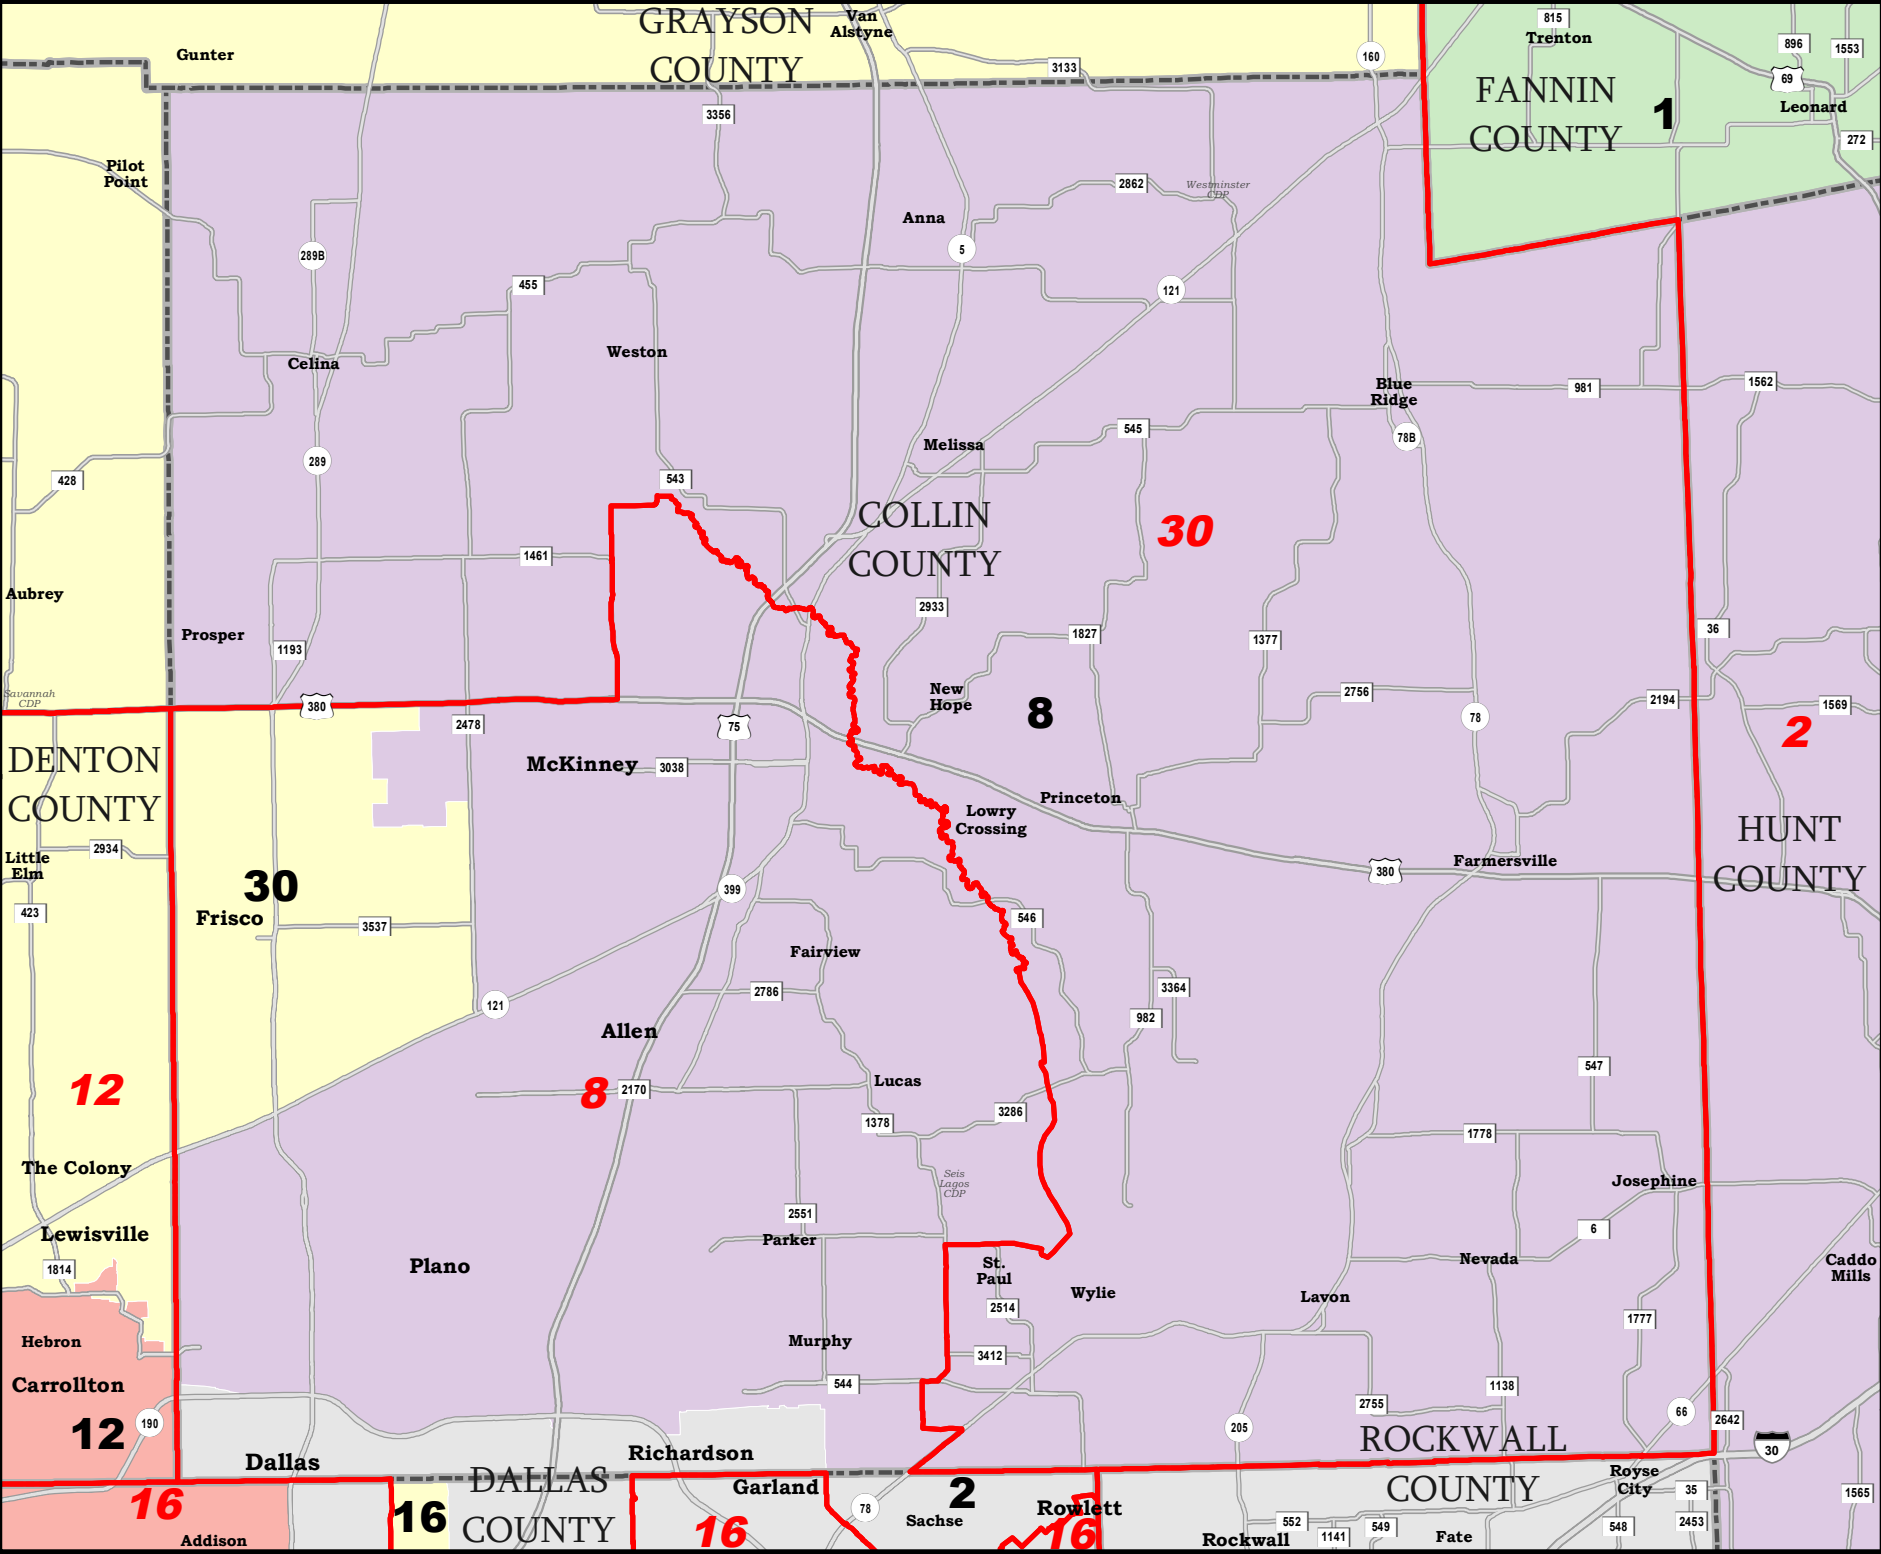 GRAYSON
COUNTY
Van
Alstyne
815
Trenton
896
1553
Gunter
3133
160
FANNIN
COUNTY
1
69
Leonard
3356
272
Pilot
Point
2862
Westminster
CDP
Anna
289B
5
455
121
Weston
Celina
Blue
Ridge
981
1562
545
78B
Melissa
289
428
543
COLLIN
COUNTY
30
1461
Aubrey
2933
Prosper
1827
1377
36
1193
Savannah
CDP
380
New
Hope
8
2756
2194
1569
2478
75
78
2
DENTON
COUNTY
McKinney
3038
Princeton
Lowry
Crossing
HUNT
COUNTY
2934
Little
Elm
30
399
380
Farmersville
423
Frisco
3537
546
Fairview
2786
3364
121
982
Allen
12
8
2170
Lucas
547
3286
1378
1778
The Colony
Seis
Lagos
CDP
Josephine
2551
6
Lewisville
Parker
1814
Plano
St.
Paul
Nevada
Caddo
Mills
Wylie
Lavon
2514
1777
Hebron
Murphy
3412
Carrollton
544
1138
2755
12
190
205
66
2642
ROCKWALL
COUNTY
30
Dallas
Richardson
DALLAS
COUNTY
Garland
2
Royse
City
35
1565
16
16
78
Rowlett
Sachse
16
16
552
549
548
2453
Addison
Rockwall
1141
Fate